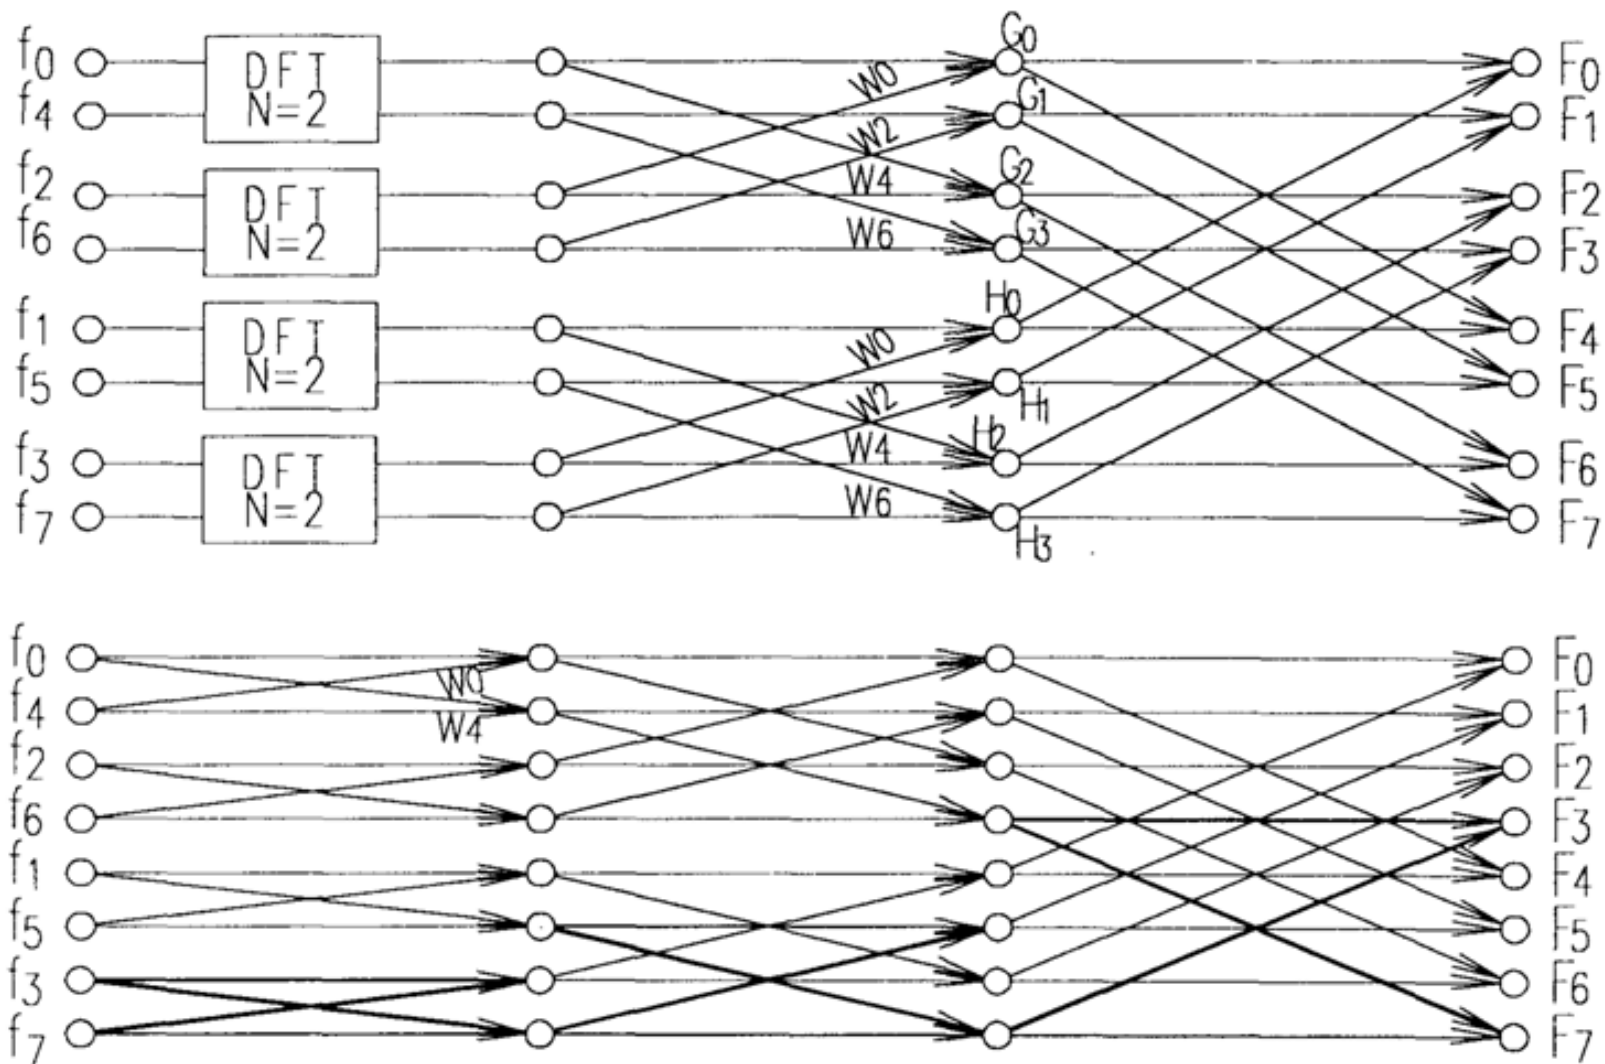 f0 DFT G0 F0
f4 N=2 W0 G1 F1
f2 DFT W2 G2 F2
f6 N=2 W4 G3 F3
W6
f1 DFT H0 F4
f5 N=2 W0 H1 F5
f3 DFT W2 H2 F6
f7 N=2 W4 H3 F7
W6
f0 F0
f4 W0 F1
W4
f2 F2
f6 F3
f1 F4
f5 F5
f3 F6
f7 F7